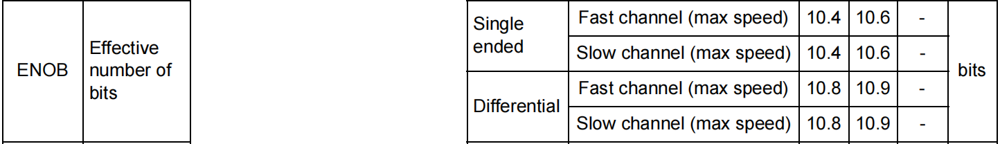 ENOB
Effective
number of
bits
Single
ended
Fast channel (max speed) 10.4 10.6 -
Slow channel (max speed) 10.4 10.6 -
Differential
Fast channel (max speed) 10.8 10.9 -
Slow channel (max speed) 10.8 10.9 -
bits